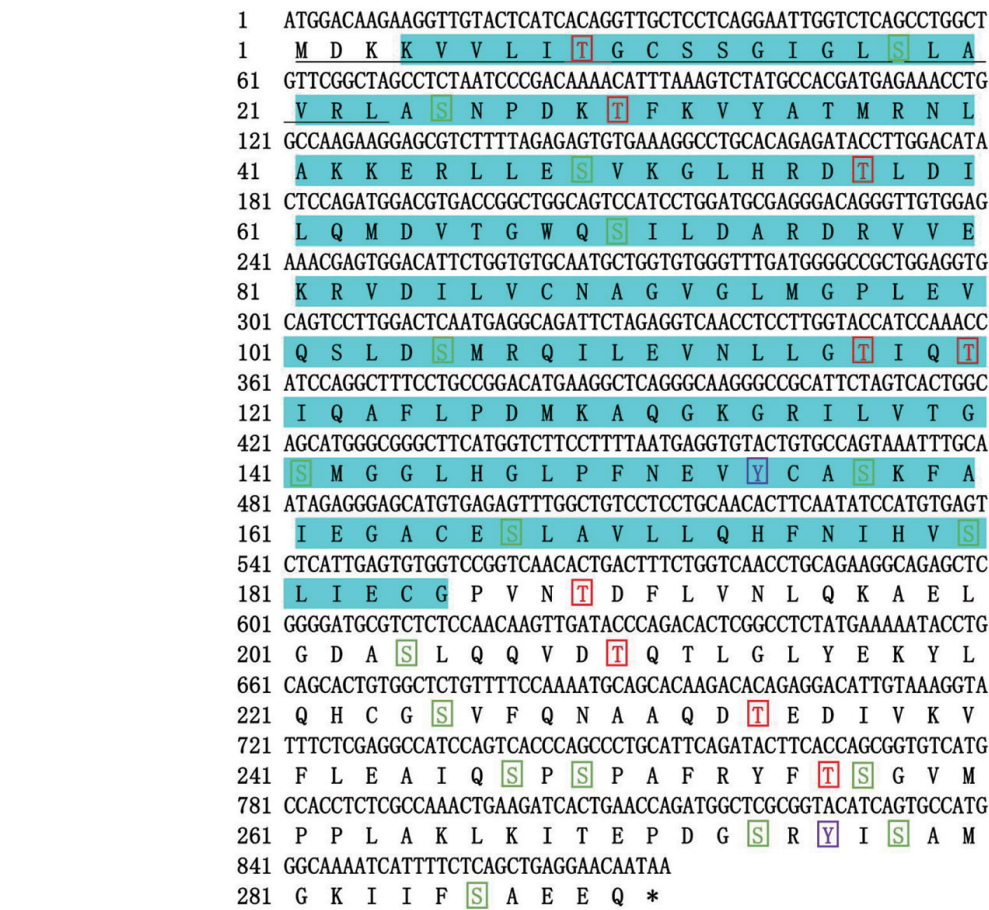 1 ATGGACAAGAAGGTTGTACTCATCACAGGTTGCTCCTCAGGAATTGGTCTCAGCCTGGCT
1 M D K K V V L I T G C S S G I G L S L A
61 GTTCGGCTAGCCTCTAATCCCGACAAAACATTTAAAGTCTATGCCACGATGAGAAACCTG
21 V R L A S N P D K T F K V Y A T M R N L
121 GCCAAGAAGGAGCGTCTTTTAGAGAGTGTGAAAGGCCTGCACAGAGATACCTTGGACATA
41 A K K E R L L E S V K G L H R D T L D I
181 CTCCAGATGGACGTGACCGGCTGGCAGTCCATCCTGGATGCGAGGGACAGGGTTGTGGAG
61 L Q M D V T G W Q S I L D A R D R V V E
241 AAACGAGTGGACATTCTGGTGTGCAATGCTGGTGTGGGTTTGATGGGGCCGCTGGAGGTG
81 K R V D I L V C N A G V G L M G P L E V
301 CAGTCCTTGGACTCAATGAGGCAGATTCTAGAGGTCAACCTCCTTGGTACCATCCAAACC
101 Q S L D S M R Q I L E V N L L G T I Q T
361 ATCCAGGCTTTCCTGCCGGACATGAAGGCTCAGGGCAAGGGCCGCATTCTAGTCACTGGC
121 I Q A F L P D M K A Q G K G R I L V T G
421 AGCATGGGCGGGCTTCATGGTCTTCCTTTTAATGAGGTGTACTGTGCCAGTAAATTTGCA
141 S M G G L H G L P F N E V Y C A S K F A
481 ATAGAGGGAGCATGTGAGAGTTTGGCTGTCCTCCTGCAACACTTCAATATCCATGTGAGT
161 I E G A C E S L A V L L Q H F N I H V S
541 CTCATTGAGTGTGGTCCGGTCAACACTGACTTTCTGGTCAACCTGCAGAAGGCAGAGCTC
181 L I E C G P V N T D F L V N L Q K A E L
601 GGGGATGCGTCTCTCCAACAAGTTGATACCCAGACACTCGGCCTCTATGAAAAATACCTG
201 G D A S L Q Q V D T Q T L G L Y E K Y L
661 CAGCACTGTGGCTCTGTTTTCCAAAATGCAGCACAAGACACAGAGGACATTGTAAAGGTA
221 Q H C G S V F Q N A A Q D T E D I V K V
721 TTTCTCGAGGCCATCCAGTCACCCAGCCCTGCATTCAGATACTTCACCAGCGGTGTCATG
241 F L E A I Q S P S P A F R Y F T S G V M
781 CCACCTCTCGCCAAACTGAAGATCACTGAACCAGATGGCTCGCGGTACATCAGTGCCATG
261 P P L A K L K I T E P D G S R Y I S A M
841 GGCAAAATCATTTTCTCAGCTGAGGAACAATAA
281 G K I I F S A E E Q *